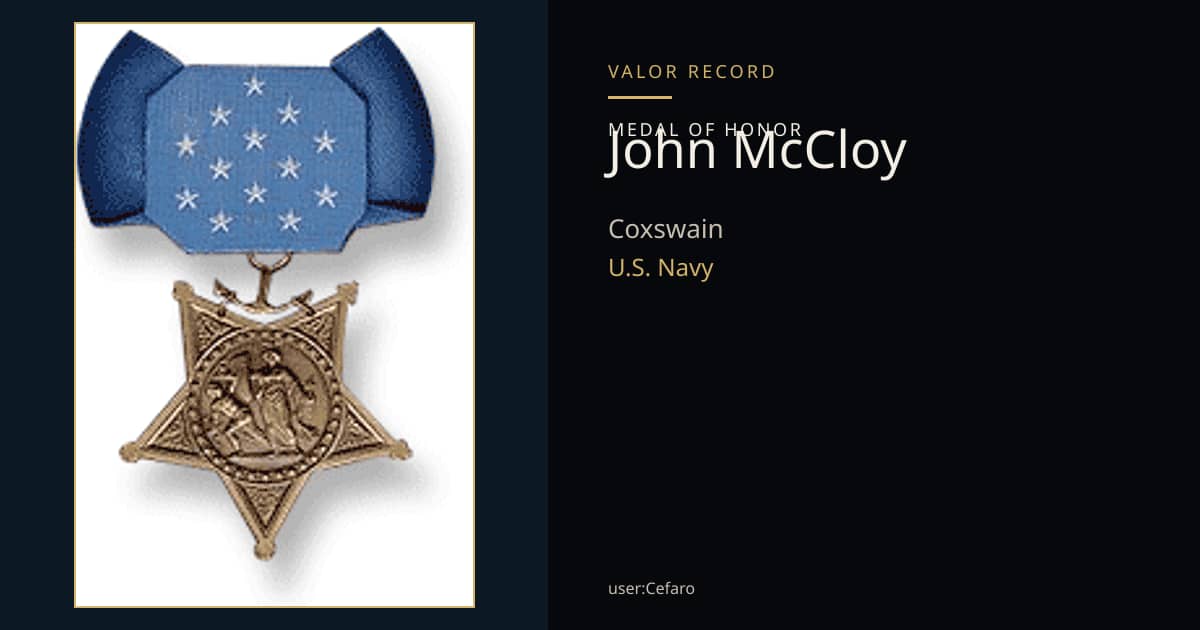 VALOR RECORD
MEDAL OF HONOR
John McCloy
Coxswain
U.S. Navy
user:Cefaro